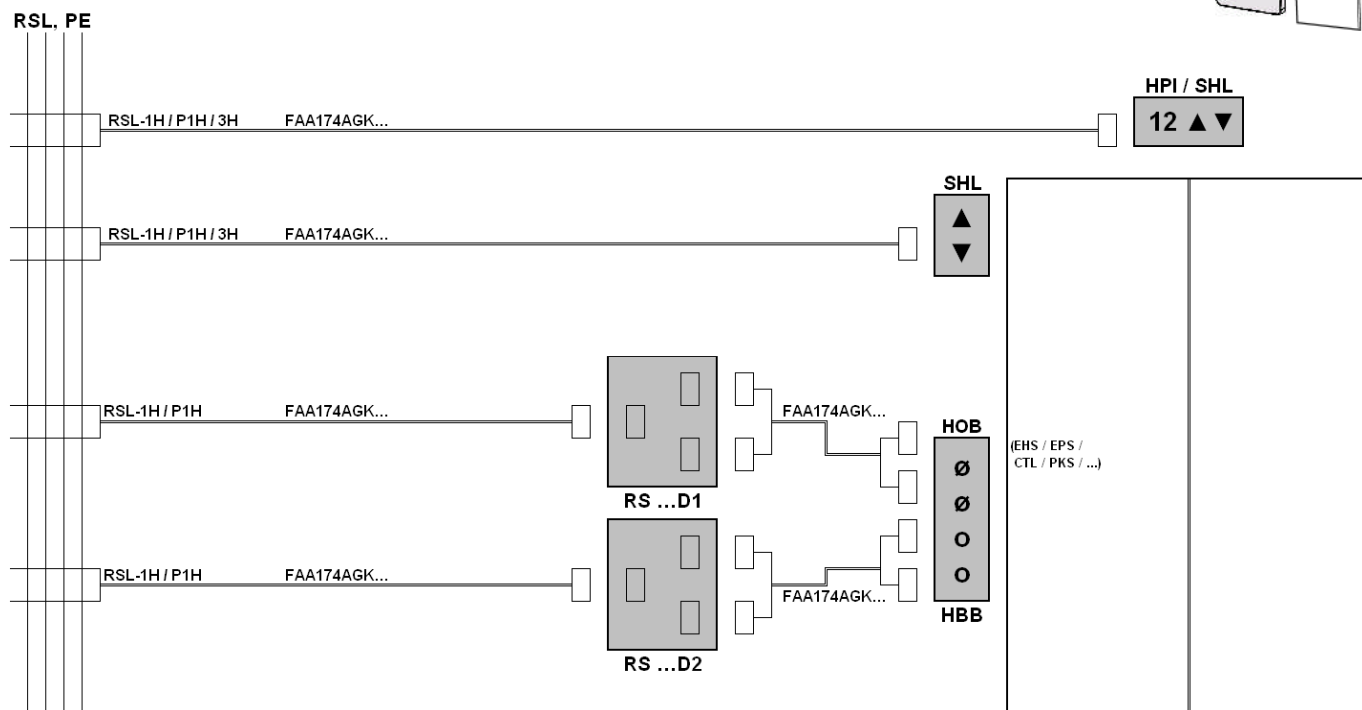 RSL, PE
HPI / SHL
RSL-1H / P1H / 3H FAA174AGK...
12 ▲ ▼
SHL
▲
▼
RSL-1H / P1H / 3H FAA174AGK...
RSL-1H / P1H FAA174AGK...
FAA174AGK...
HOB
(EHS / EPS /
CTL / PKS / ...)
Ø
Ø
O
O
RS ...D1
RSL-1H / P1H FAA174AGK...
FAA174AGK...
HBB
RS ...D2